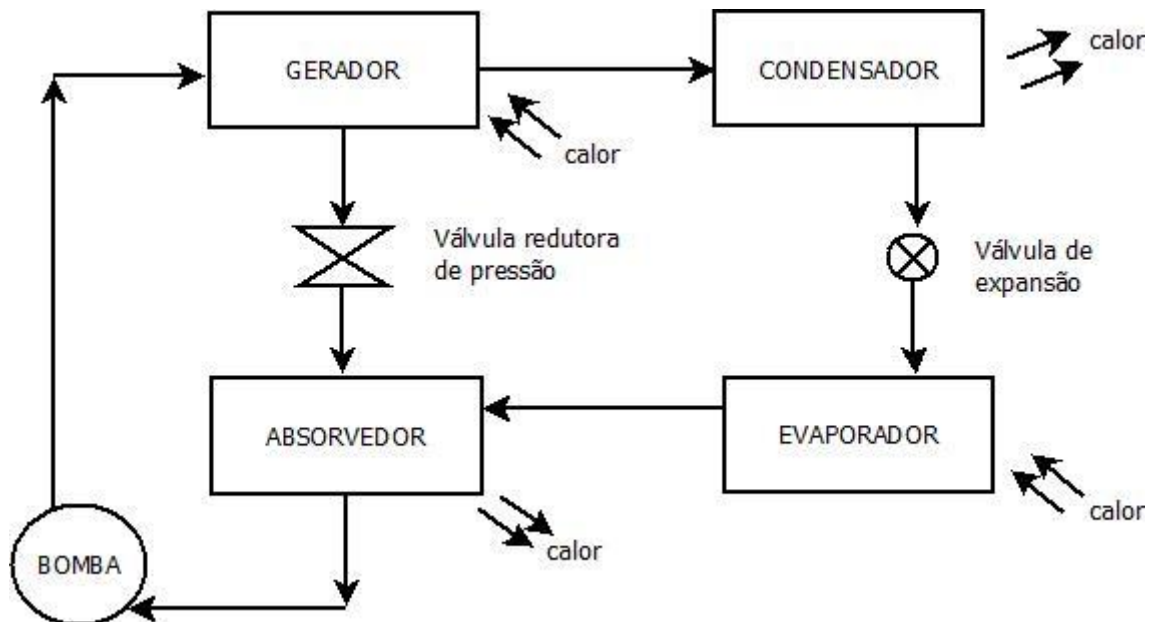 GERADOR
CONDENSADOR
calor
calor
Válvula redutora
de pressão
Válvula de
expansão
ABSORVEDOR
EVAPORADOR
calor
calor
BOMBA